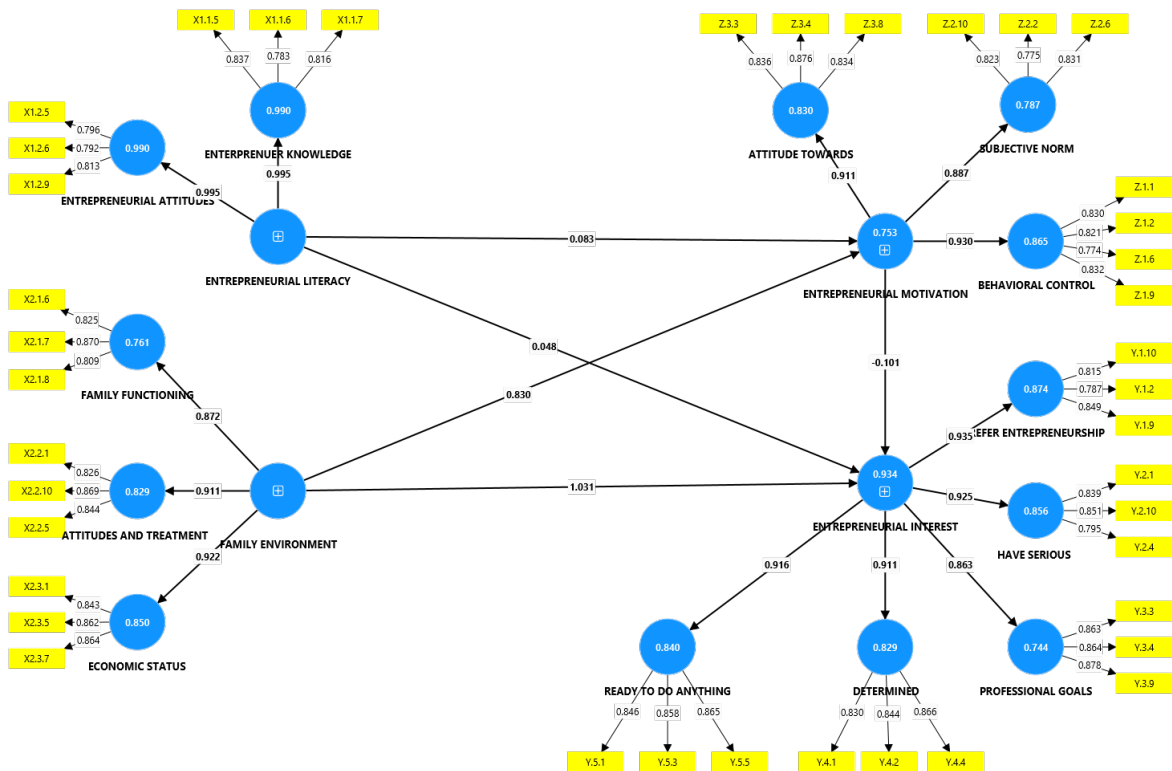 X1.1.5
X1.1.6
X1.1.7
0.837
0.783
0.816
0.990
ENTERPRENUER KNOWLEDGE
0.995
X1.2.5
X1.2.6
X1.2.9
0.796
0.792
0.813
0.990
ENTREPRENEURIAL ATTITUDES
0.995
ENTREPRENEURIAL LITERACY
0.083
0.048
Z.3.3
Z.3.4
Z.3.8
0.836
0.876
0.834
0.830
ATTITUDE TOWARDS
0.911
Z.2.10
Z.2.2
Z.2.6
0.823
0.775
0.831
0.787
SUBJECTIVE NORM
0.887
0.753
ENTREPRENEURIAL MOTIVATION
0.930
0.865
BEHAVIORAL CONTROL
0.830
0.821
0.774
0.832
Z.1.1
Z.1.2
Z.1.6
Z.1.9
-0.101
X2.1.6
X2.1.7
X2.1.8
0.825
0.870
0.809
0.761
FAMILY FUNCTIONING
0.872
0.830
X2.2.1
X2.2.10
X2.2.5
0.826
0.869
0.844
0.829
ATTITUDES AND TREATMENT
0.911
FAMILY ENVIRONMENT
1.031
0.922
X2.3.1
X2.3.5
X2.3.7
0.843
0.862
0.864
0.850
ECONOMIC STATUS
0.934
ENTREPRENEURIAL INTEREST
0.935
0.874
REFER ENTREPRENEURSHIP
0.815
0.787
0.849
Y.1.10
Y.1.2
Y.1.9
0.925
0.856
HAVE SERIOUS
0.839
0.851
0.795
Y.2.1
Y.2.10
Y.2.4
0.863
0.744
PROFESSIONAL GOALS
0.863
0.864
0.878
Y.3.3
Y.3.4
Y.3.9
0.916
0.840
READY TO DO ANYTHING
0.846
0.858
0.865
Y.5.1
Y.5.3
Y.5.5
0.911
0.829
DETERMINED
0.830
0.844
0.866
Y.4.1
Y.4.2
Y.4.4